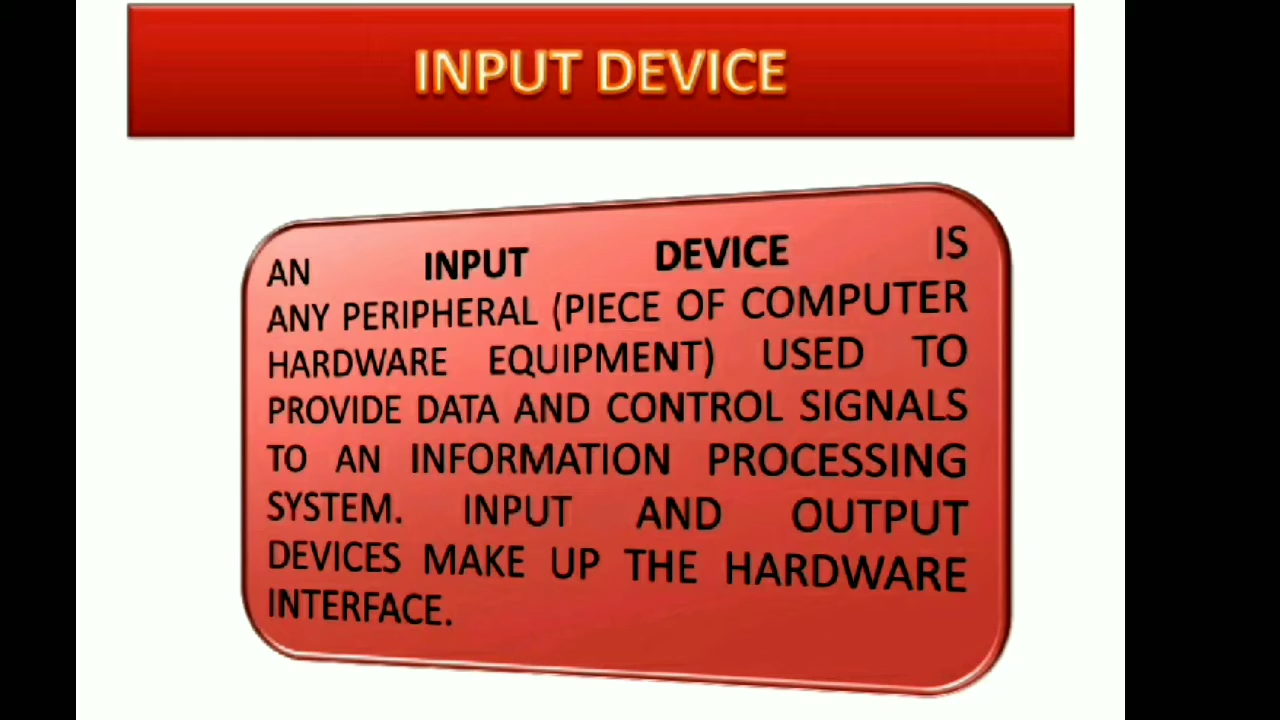 INPUT DEVICE
AN INPUT DEVICE IS
ANY PERIPHERAL (PIECE OF COMPUTER
HARDWARE EQUIPMENT) USED TO
PROVIDE DATA AND CONTROL SIGNALS
TO AN INFORMATION PROCESSING
SYSTEM. INPUT AND OUTPUT
DEVICES MAKE UP THE HARDWARE
INTERFACE.